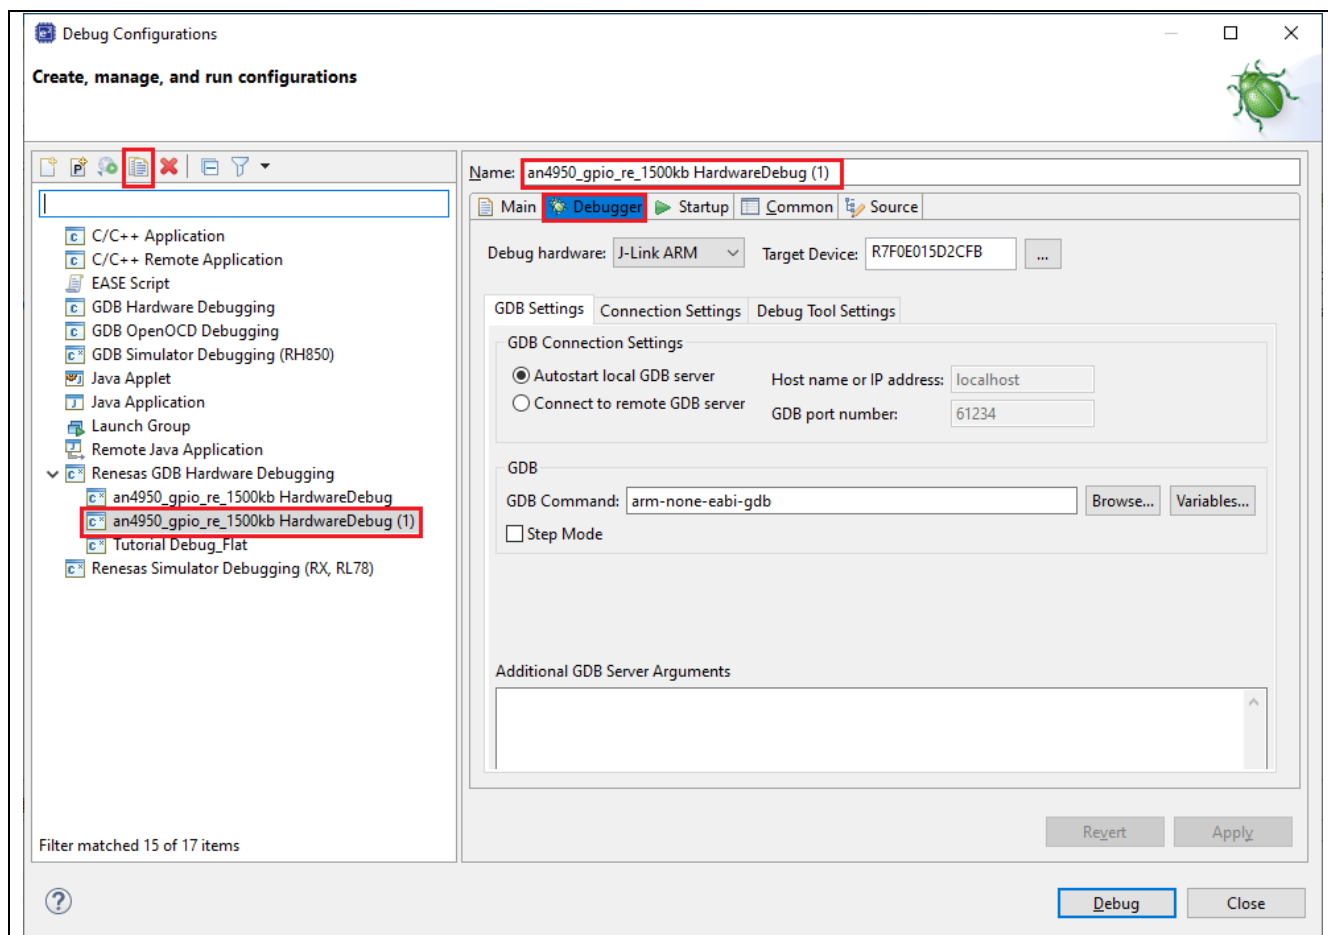 Debug Configurations
Create, manage, and run configurations
C/C++ Application
C/C++ Remote Application
EASE Script
GDB Hardware Debugging
GDB OpenOCD Debugging
GDB Simulator Debugging (RH850)
Java Applet
Java Application
Launch Group
Remote Java Application
Renesas GDB Hardware Debugging
an4950_gpio_re_1500kb HardwareDebug
an4950_gpio_re_1500kb HardwareDebug (1)
Tutorial Debug_Flat
Renesas Simulator Debugging (RX, RL78)
Filter matched 15 of 17 items
Name: an4950_gpio_re_1500kb HardwareDebug (1)
Main Debugger Startup Common Source
Debug hardware: J-Link ARM Target Device: R7F0E015D2CFB ...
GDB Settings Connection Settings Debug Tool Settings
GDB Connection Settings
Autostart local GDB server Host name or IP address: localhost
Connect to remote GDB server GDB port number: 61234
GDB
GDB Command: arm-none-eabi-gdb Browse... Variables...
Step Mode
Additional GDB Server Arguments
Revert Apply
Debug Close